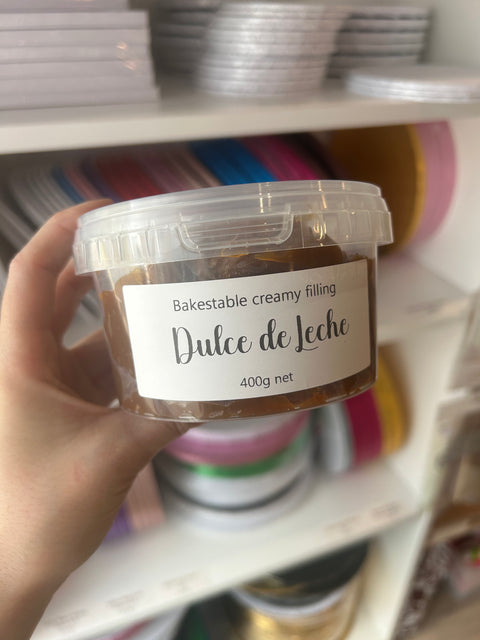 Bakestable creamy filling
Dulce de Leche
400g net